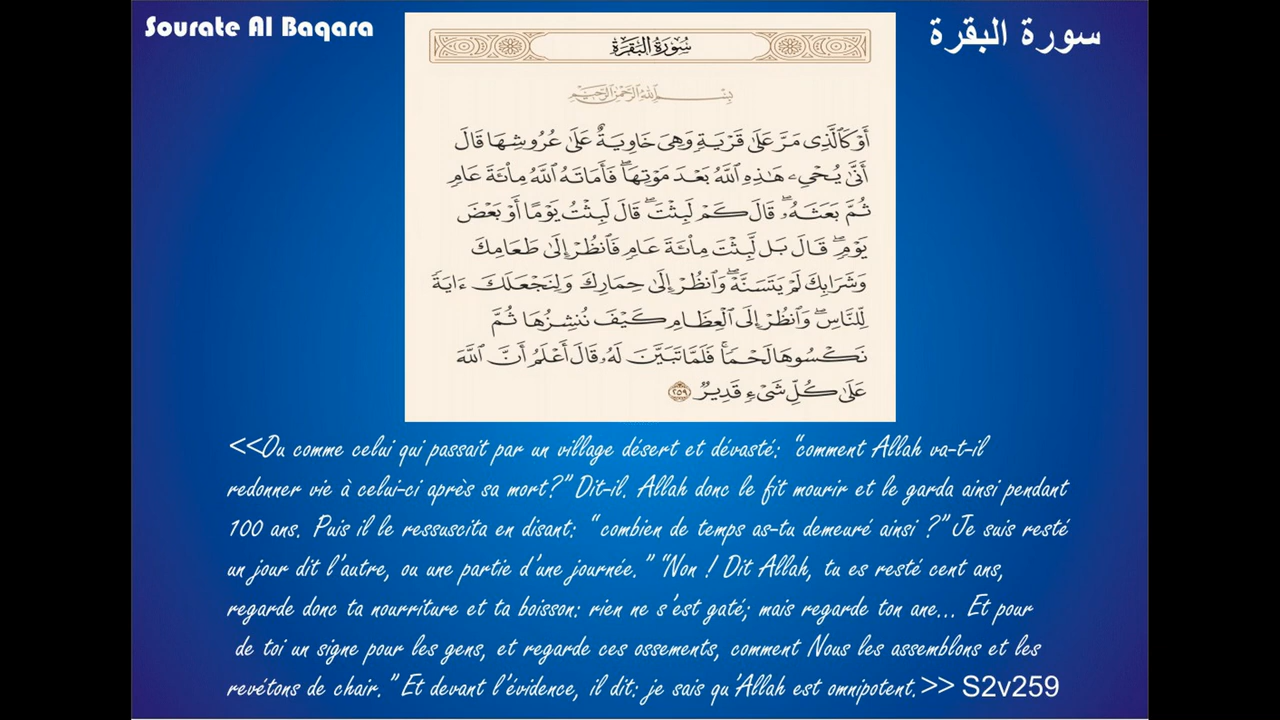 Sourate Al Baqara
سورة البقرة
سُورَةُ البَقَرَةِ
بِسْمِ ٱللَّهِ ٱلرَّحْمَٰنِ ٱلرَّحِيمِ
أَوْ كَٱلَّذِى مَرَّ عَلَىٰ قَرْيَةٍ وَهِىَ خَاوِيَةٌ عَلَىٰ عُرُوشِهَا قَالَ
أَنَّىٰ يُحْىِۦ هَٰذِهِ ٱللَّهُ بَعْدَ مَوْتِهَا ۖ فَأَمَاتَهُ ٱللَّهُ مِا۟ئَةَ عَامٍ
ثُمَّ بَعَثَهُۥ ۖ قَالَ كَمْ لَبِثْتَ ۖ قَالَ لَبِثْتُ يَوْمًا أَوْ بَعْضَ
يَوْمٍ ۖ قَالَ بَل لَّبِثْتَ مِا۟ئَةَ عَامٍ فَٱنظُرْ إِلَىٰ طَعَامِكَ
وَشَرَابِكَ لَمْ يَتَسَنَّهْ ۖ وَٱنظُرْ إِلَىٰ حِمَارِكَ وَلِنَجْعَلَكَ ءَايَةً
لِّلنَّاسِ ۖ وَٱنظُرْ إِلَى ٱلْعِظَامِ كَيْفَ نُنشِزُهَا ثُمَّ
نَكْسُوهَا لَحْمًا ۚ فَلَمَّا تَبَيَّنَ لَهُۥ قَالَ أَعْلَمُ أَنَّ ٱللَّهَ
عَلَىٰ كُلِّ شَىْءٍ قَدِيرٌ ٢٥٩
<<Ou comme celui qui passait par un village désert et dévasté: “comment Allah va-t-il
redonner vie à celui-ci après sa mort?” Dit-il. Allah donc le fit mourir et le garda ainsi pendant
100 ans. Puis il le ressuscita en disant: “ combien de temps as-tu demeuré ainsi ?” Je suis resté
un jour dit l'autre, ou une partie d'une journée.” “Non ! Dit Allah, tu es resté cent ans,
regarde donc ta nourriture et ta boisson: rien ne s'est gaté; mais regarde ton ane... Et pour
de toi un signe pour les gens, et regarde ces ossements, comment Nous les assemblons et les
revétons de chair.” Et devant l'évidence, il dit: je sais qu'Allah est omnipotent.>> S2v259